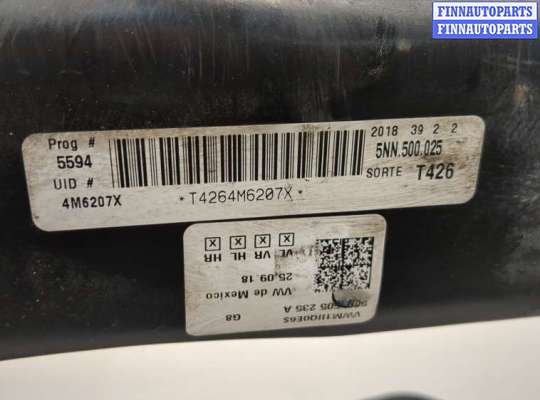 FINNAUTOPARTS
FINNAUTOPARTS
Prog #
5594
UID #
4M6207X
*T4264M6207X*
2018 39 2 2
5NN.500.025
SORTE T426
VL VR HL HR
25.09.18
VW de Mexico
G8
235 A